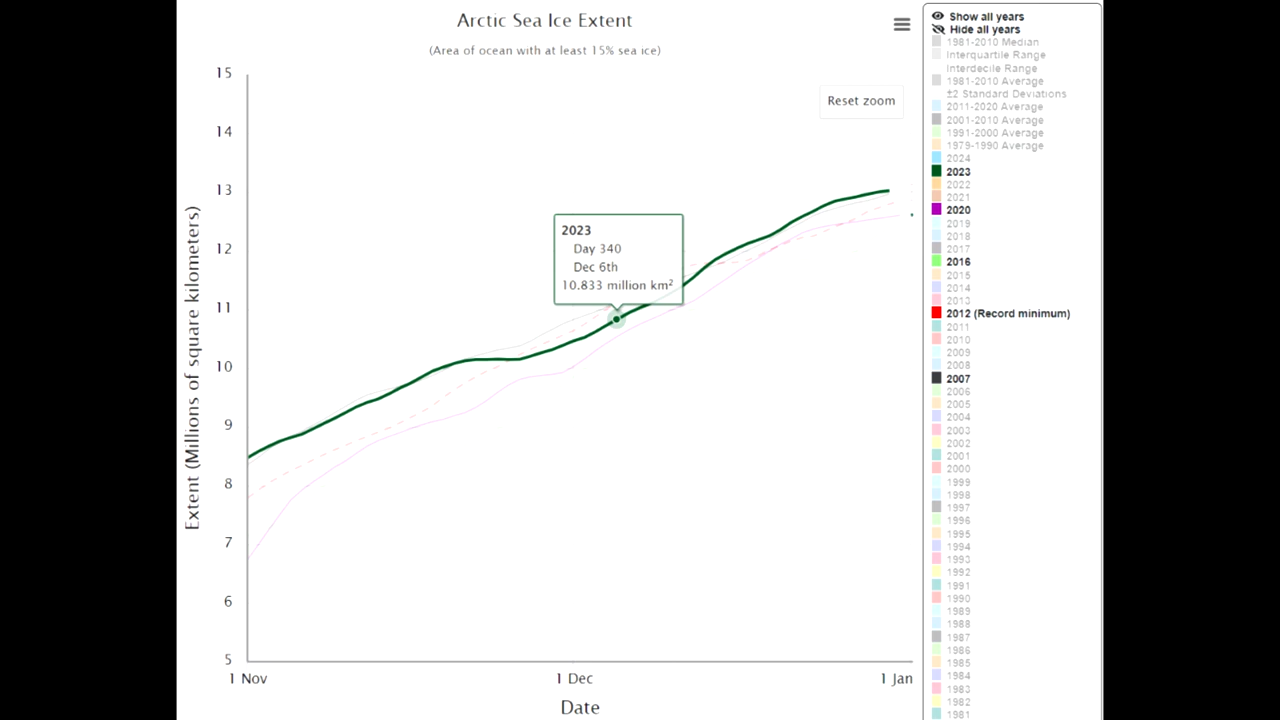 Arctic Sea Ice Extent
(Area of ocean with at least 15% sea ice)
Reset zoom
Extent (Millions of square kilometers)
15
14
13
12
11
10
9
8
7
6
5
2023
Day 340
Dec 6th
10.833 million km²
1 Nov
1 Dec
1 Jan
Date
Show all years
Hide all years
1981-2010 Median
Interquartile Range
Interdecile Range
1981-2010 Average
±2 Standard Deviations
2011-2020 Average
2001-2010 Average
1991-2000 Average
1979-1990 Average
2024
2023
2022
2021
2020
2019
2018
2017
2016
2015
2014
2013
2012 (Record minimum)
2011
2010
2009
2008
2007
2006
2005
2004
2003
2002
2001
2000
1999
1998
1997
1996
1995
1994
1993
1992
1991
1990
1989
1988
1987
1986
1985
1984
1983
1982
1981